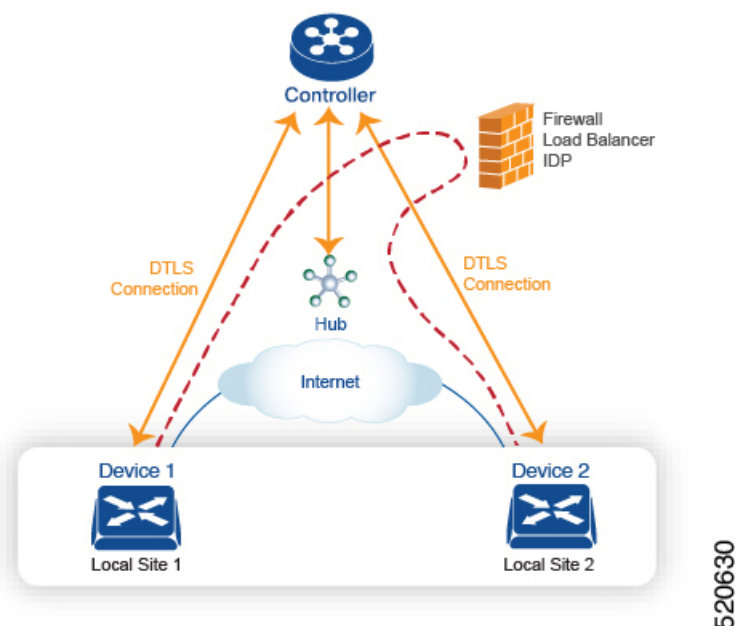 Controller
Firewall
Load Balancer
IDP
DTLS
Connection
DTLS
Connection
Hub
Internet
Device 1
Local Site 1
Device 2
Local Site 2
520630